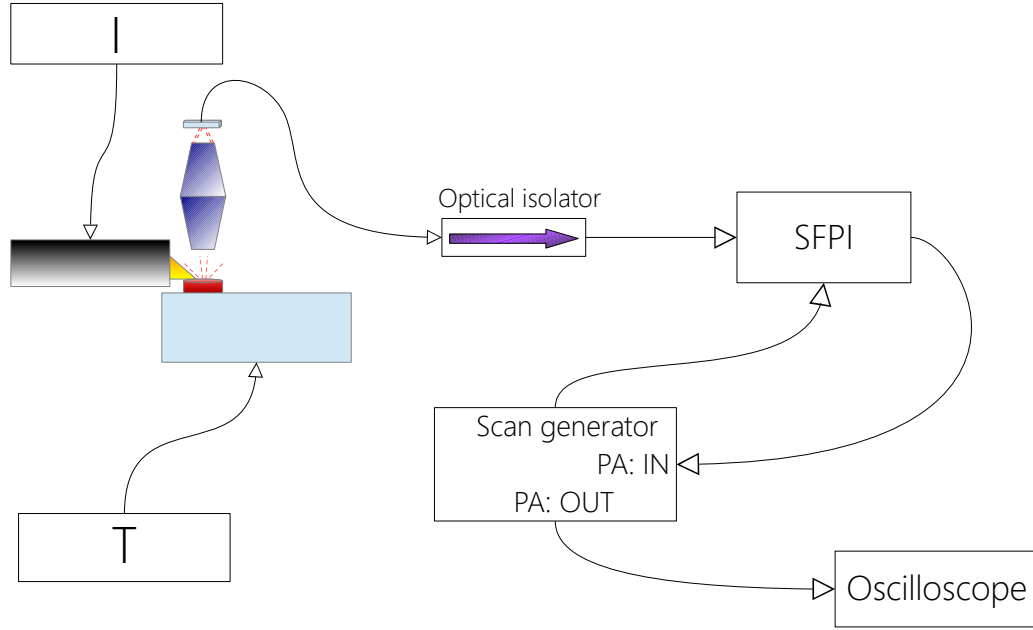 I
Optical isolator
SFPI
Scan generator
PA: IN
PA: OUT
T
Oscilloscope